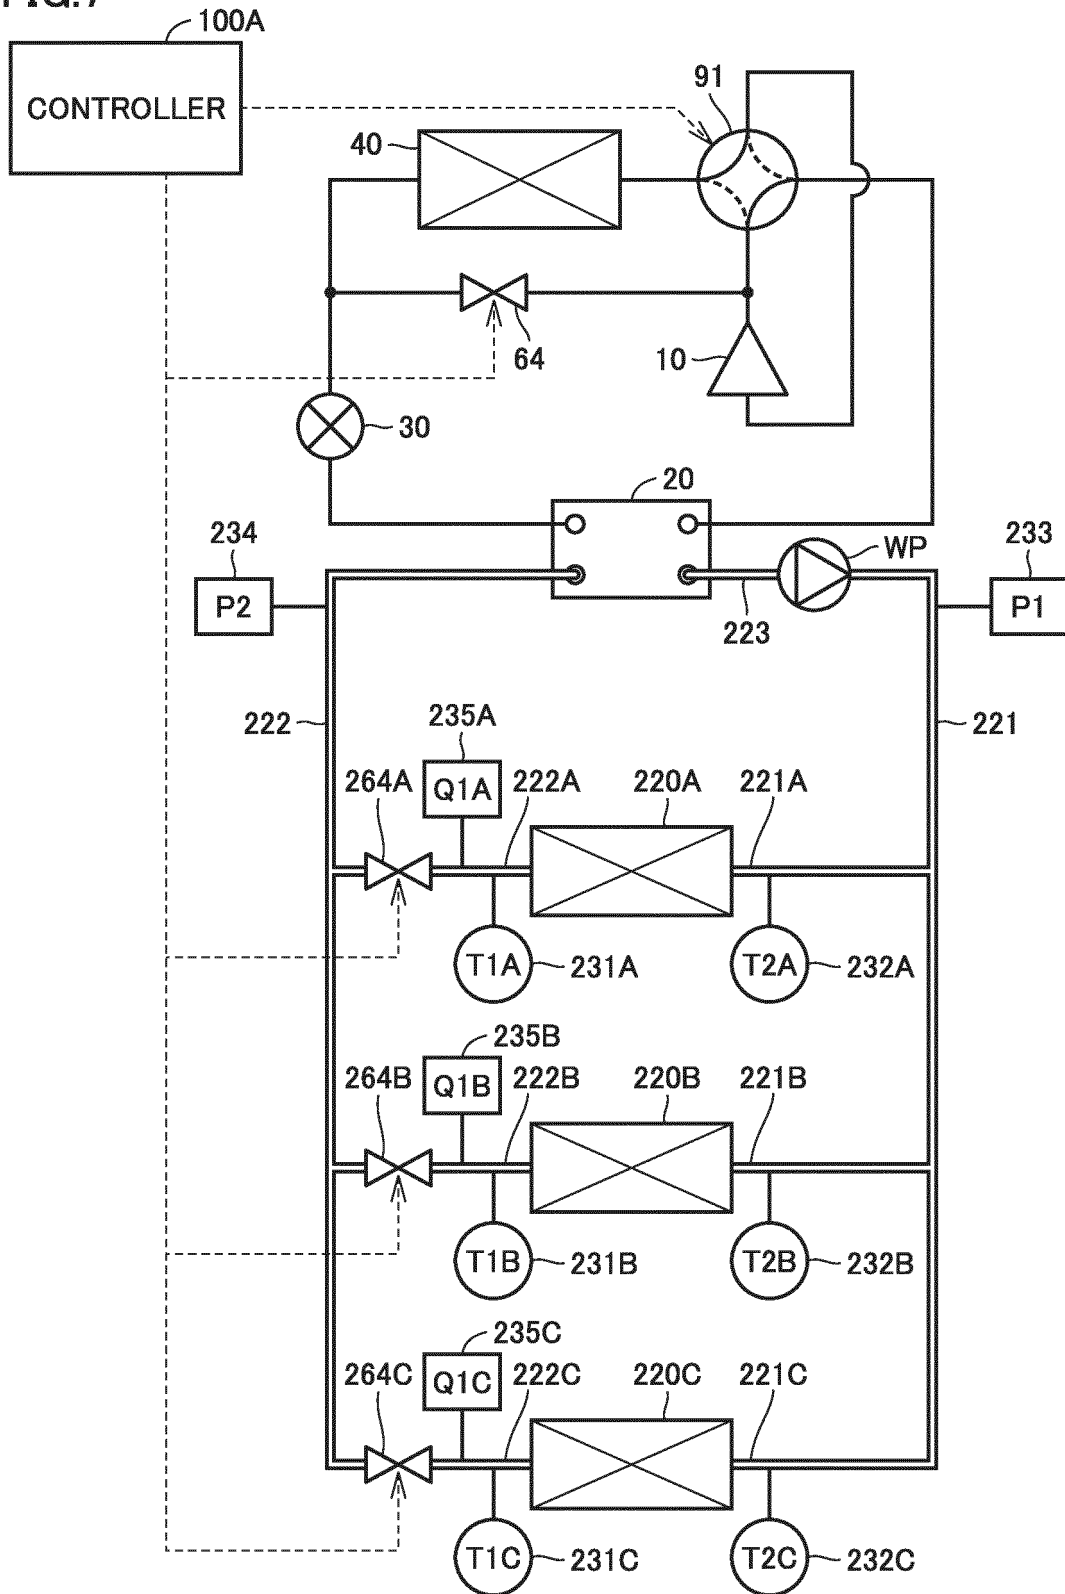 FIG.7
100A
CONTROLLER
91
40
64
10
30
20
234
P2
WP
233
P1
223
222
221
235A
264A
Q1A
222A
220A
221A
T1A
231A
T2A
232A
235B
264B
Q1B
222B
220B
221B
T1B
231B
T2B
232B
235C
264C
Q1C
222C
220C
221C
T1C
231C
T2C
232C